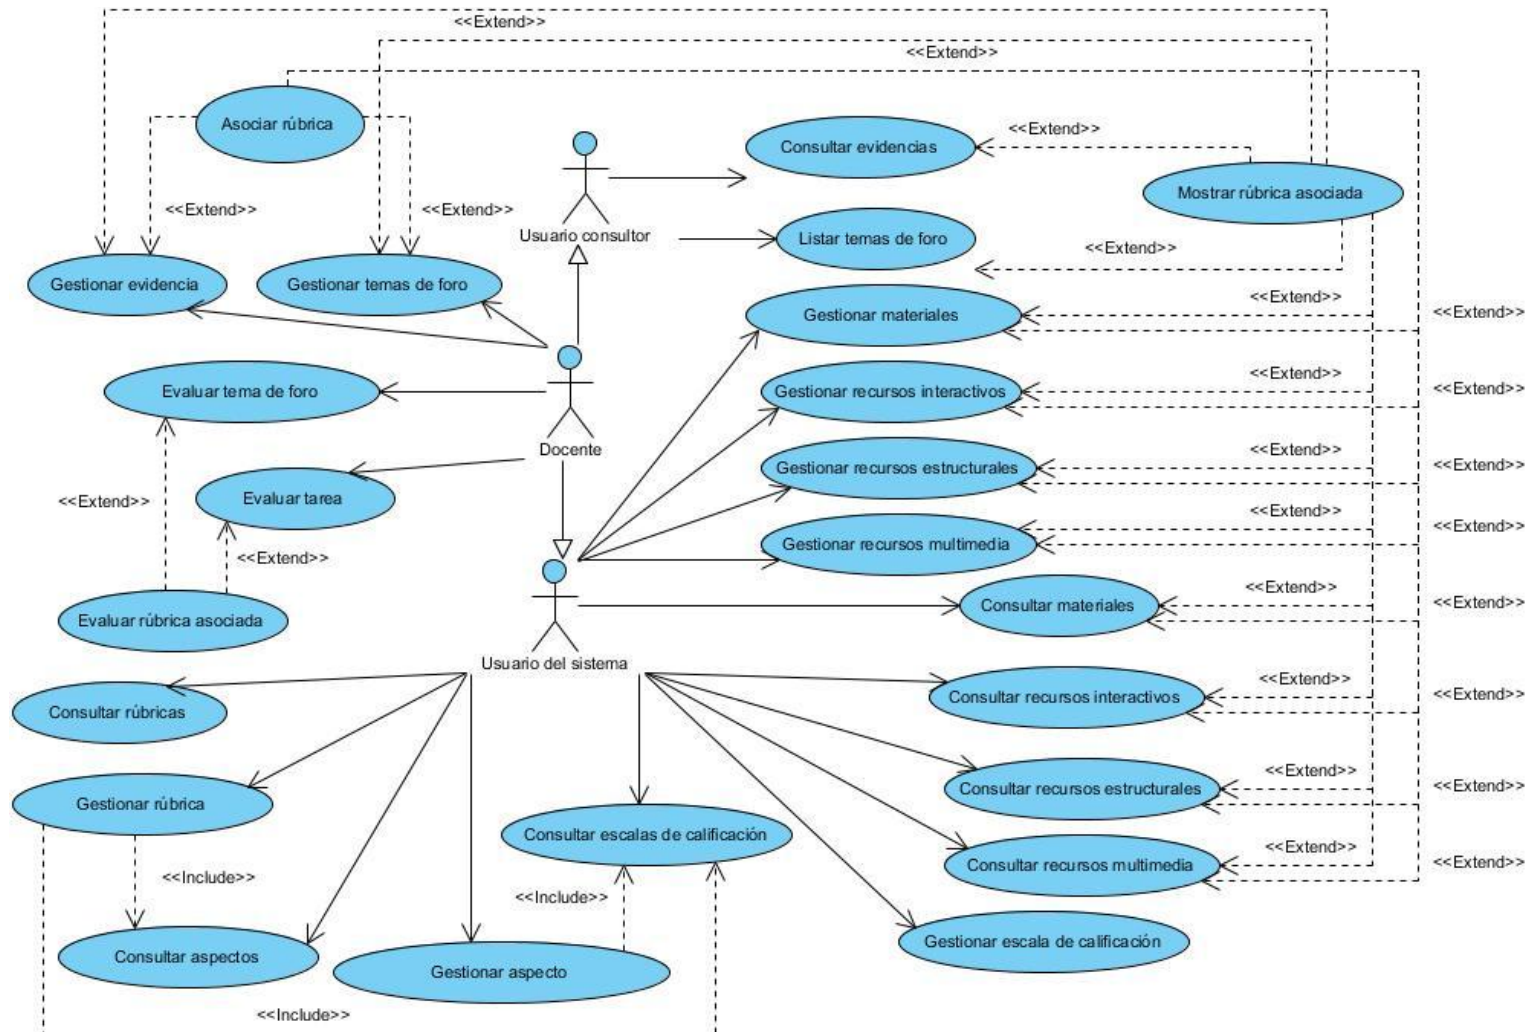 <<Extend>>
<<Extend>>
Asociar rúbrica
<<Extend>>
Consultar evidencias
Mostrar rúbrica asociada
<<Extend>>
<<Extend>>
Usuario consultor
Listar temas de foro
<<Extend>>
Gestionar evidencia
Gestionar temas de foro
<<Extend>>
Gestionar materiales
<<Extend>>
<<Extend>>
Evaluar tema de foro
Gestionar recursos interactivos
<<Extend>>
Docente
<<Extend>>
Gestionar recursos estructurales
<<Extend>>
<<Extend>>
Evaluar tarea
<<Extend>>
<<Extend>>
Gestionar recursos multimedia
<<Extend>>
<<Extend>>
Consultar materiales
<<Extend>>
Evaluar rúbrica asociada
Usuario del sistema
<<Extend>>
Consultar rúbricas
Consultar recursos interactivos
<<Extend>>
<<Extend>>
Gestionar rúbrica
Consultar recursos estructurales
<<Extend>>
Consultar escalas de calificación
<<Extend>>
Consultar recursos multimedia
<<Extend>>
<<Include>>
<<Include>>
Consultar aspectos
Gestionar aspecto
Gestionar escala de calificación
<<Include>>